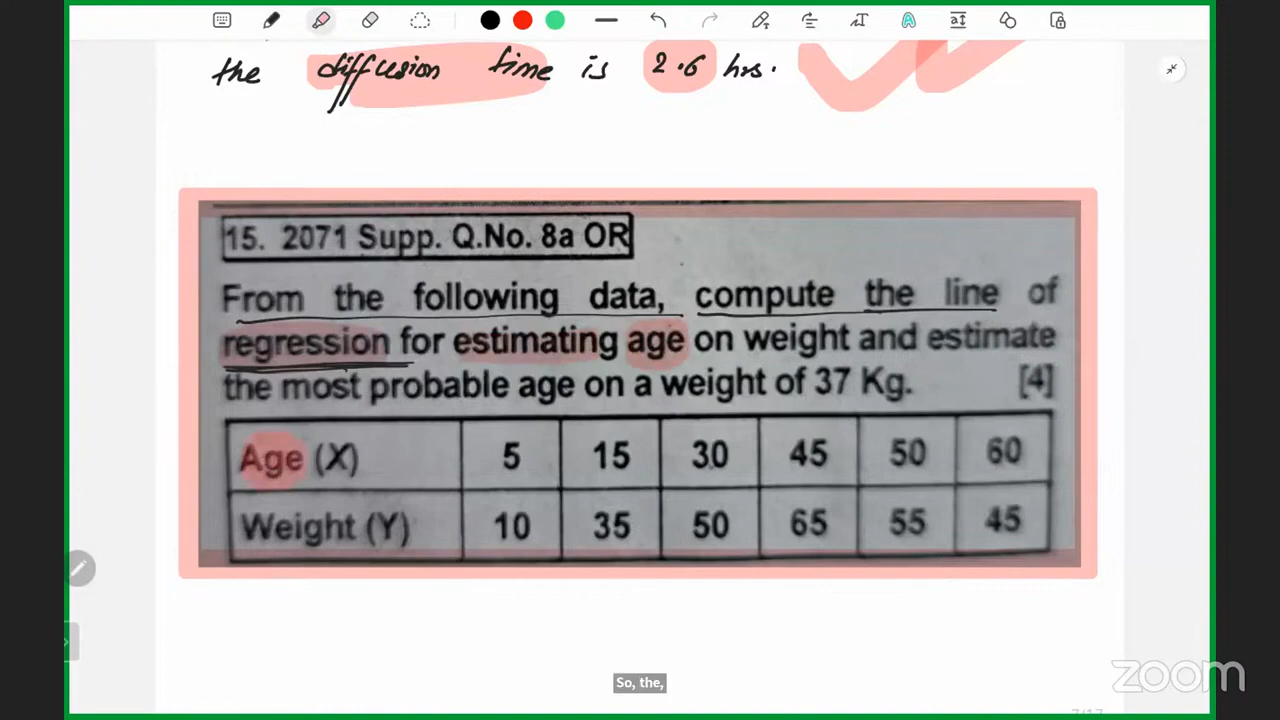 the diffusion time is 2.6 hrs.
15. 2071 Supp. Q.No. 8a OR
From the following data, compute the line of
regression for estimating age on weight and estimate
the most probable age on a weight of 37 Kg. [4]
Age (X) 5 15 30 45 50 60
Weight (Y) 10 35 50 65 55 45
So, the,
zoom